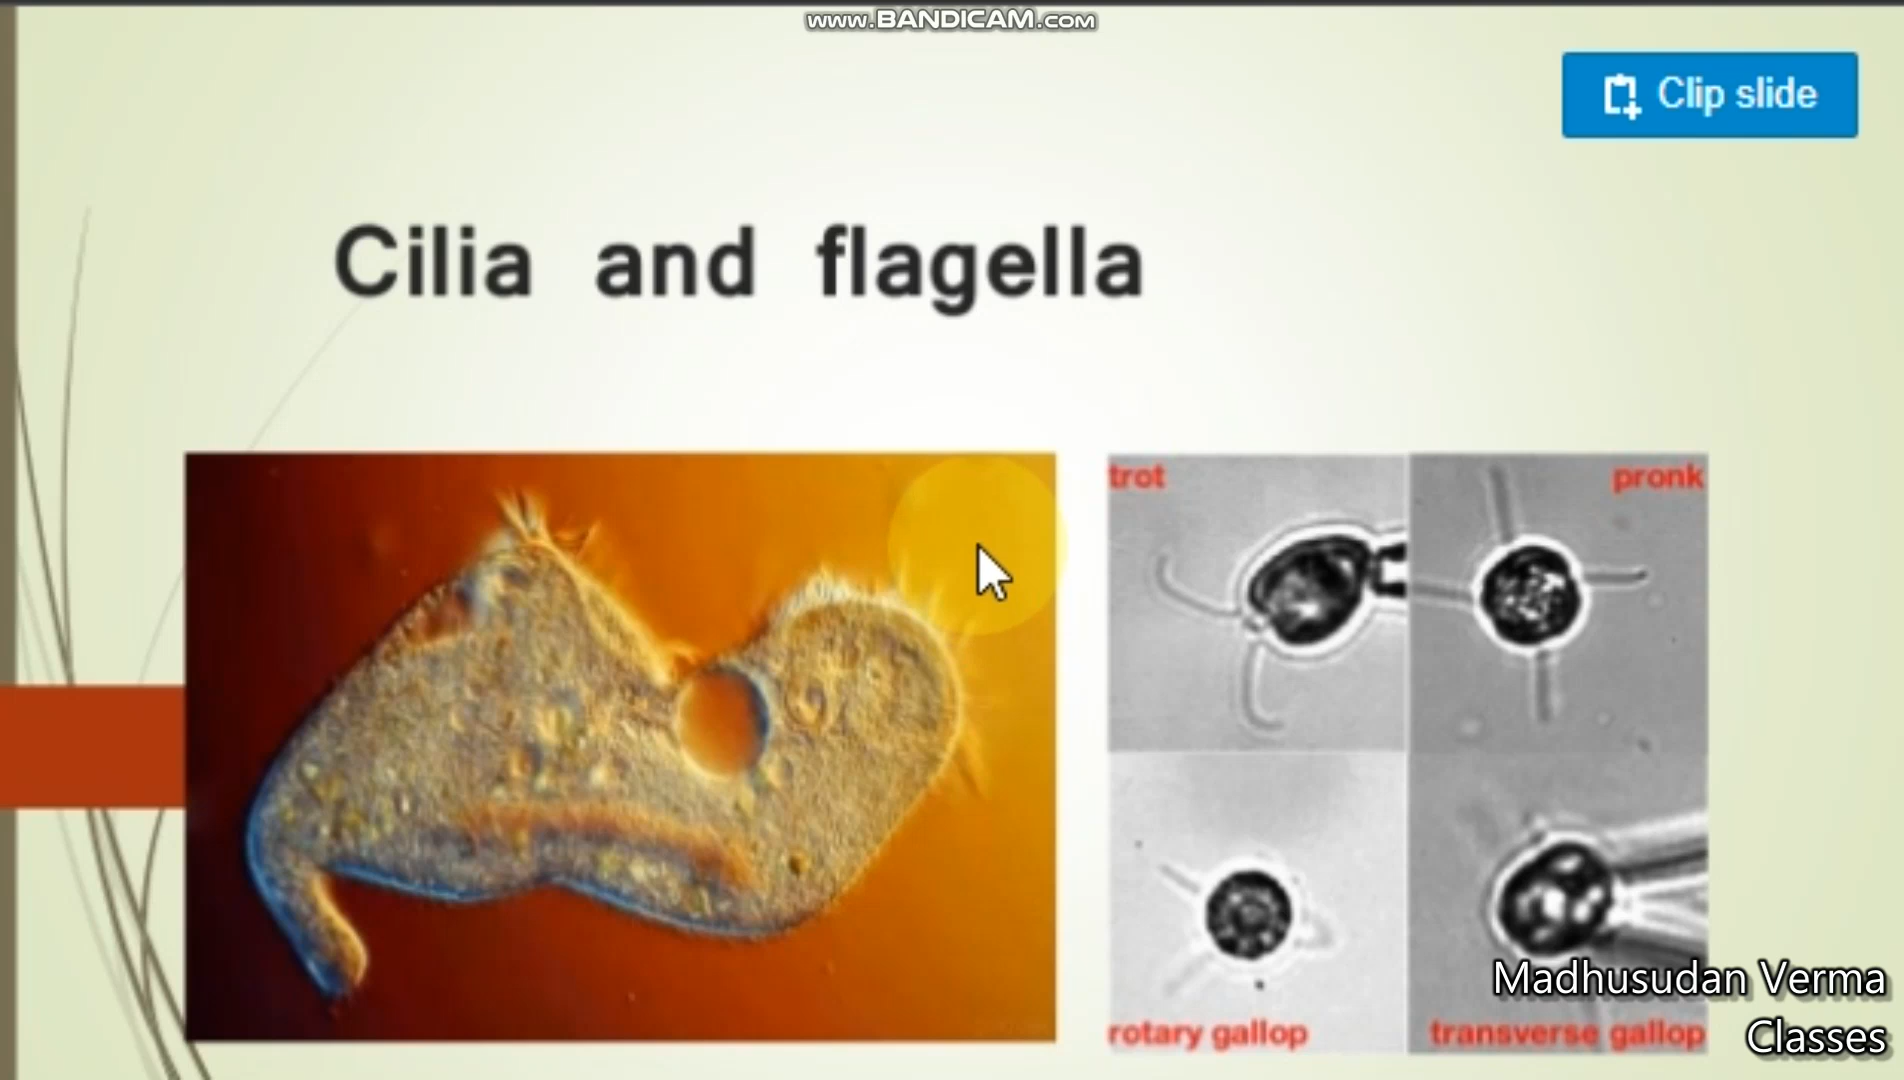 www.BANDICAM.com
Clip slide
Cilia and flagella
trot
pronk
rotary gallop
transverse gallop
Madhusudan Verma
Classes